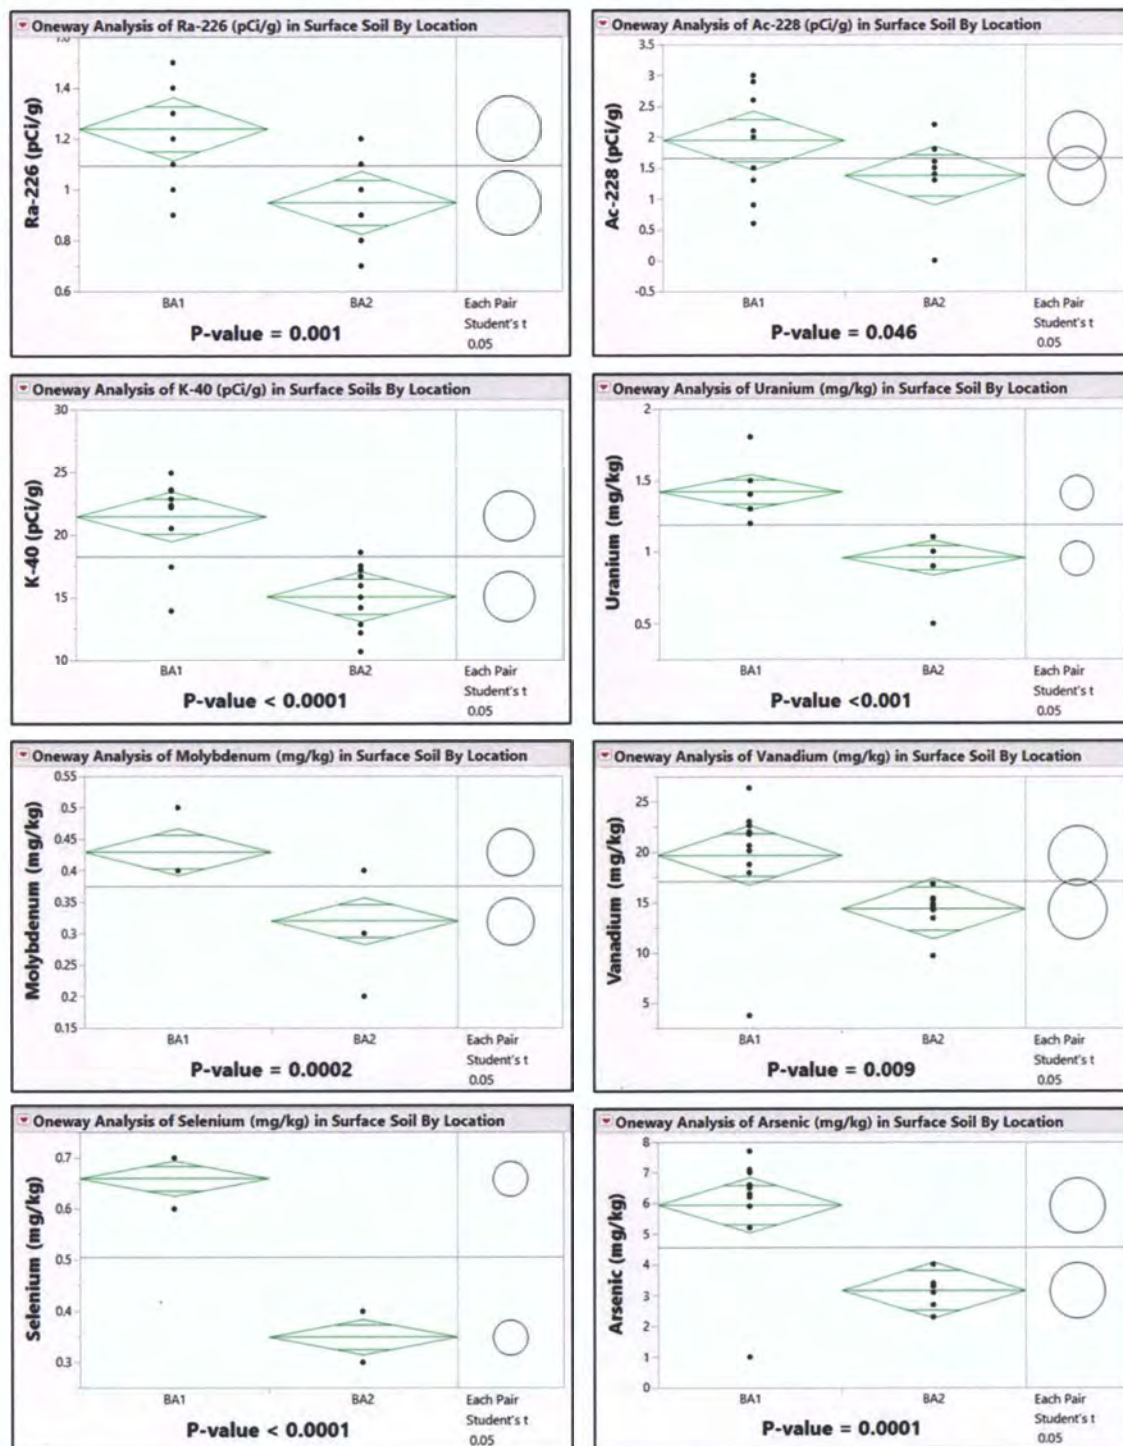 Oneway Analysis of Ra-226 (pCi/g) in Surface Soil By Location
Ra-226 (pCi/g)
1.4
1.2
1
0.8
0.6
BA1
BA2
Each Pair
Student's t
0.05
P-value = 0.001
Oneway Analysis of Ac-228 (pCi/g) in Surface Soil By Location
Ac-228 (pCi/g)
3.5
3
2.5
2
1.5
1
0.5
0
-0.5
BA1
BA2
Each Pair
Student's t
0.05
P-value = 0.046
Oneway Analysis of K-40 (pCi/g) in Surface Soils By Location
K-40 (pCi/g)
30
25
20
15
10
BA1
BA2
Each Pair
Student's t
0.05
P-value < 0.0001
Oneway Analysis of Uranium (mg/kg) in Surface Soil By Location
Uranium (mg/kg)
2
1.5
1
0.5
BA1
BA2
Each Pair
Student's t
0.05
P-value <0.001
Oneway Analysis of Molybdenum (mg/kg) in Surface Soil By Location
Molybdenum (mg/kg)
0.55
0.5
0.45
0.4
0.35
0.3
0.25
0.2
0.15
BA1
BA2
Each Pair
Student's t
0.05
P-value = 0.0002
Oneway Analysis of Vanadium (mg/kg) in Surface Soil By Location
Vanadium (mg/kg)
25
20
15
10
5
BA1
BA2
Each Pair
Student's t
0.05
P-value = 0.009
Oneway Analysis of Selenium (mg/kg) in Surface Soil By Location
Selenium (mg/kg)
0.7
0.6
0.5
0.4
0.3
BA1
BA2
Each Pair
Student's t
0.05
P-value < 0.0001
Oneway Analysis of Arsenic (mg/kg) in Surface Soil By Location
Arsenic (mg/kg)
8
7
6
5
4
3
2
1
0
BA1
BA2
Each Pair
Student's t
0.05
P-value = 0.0001